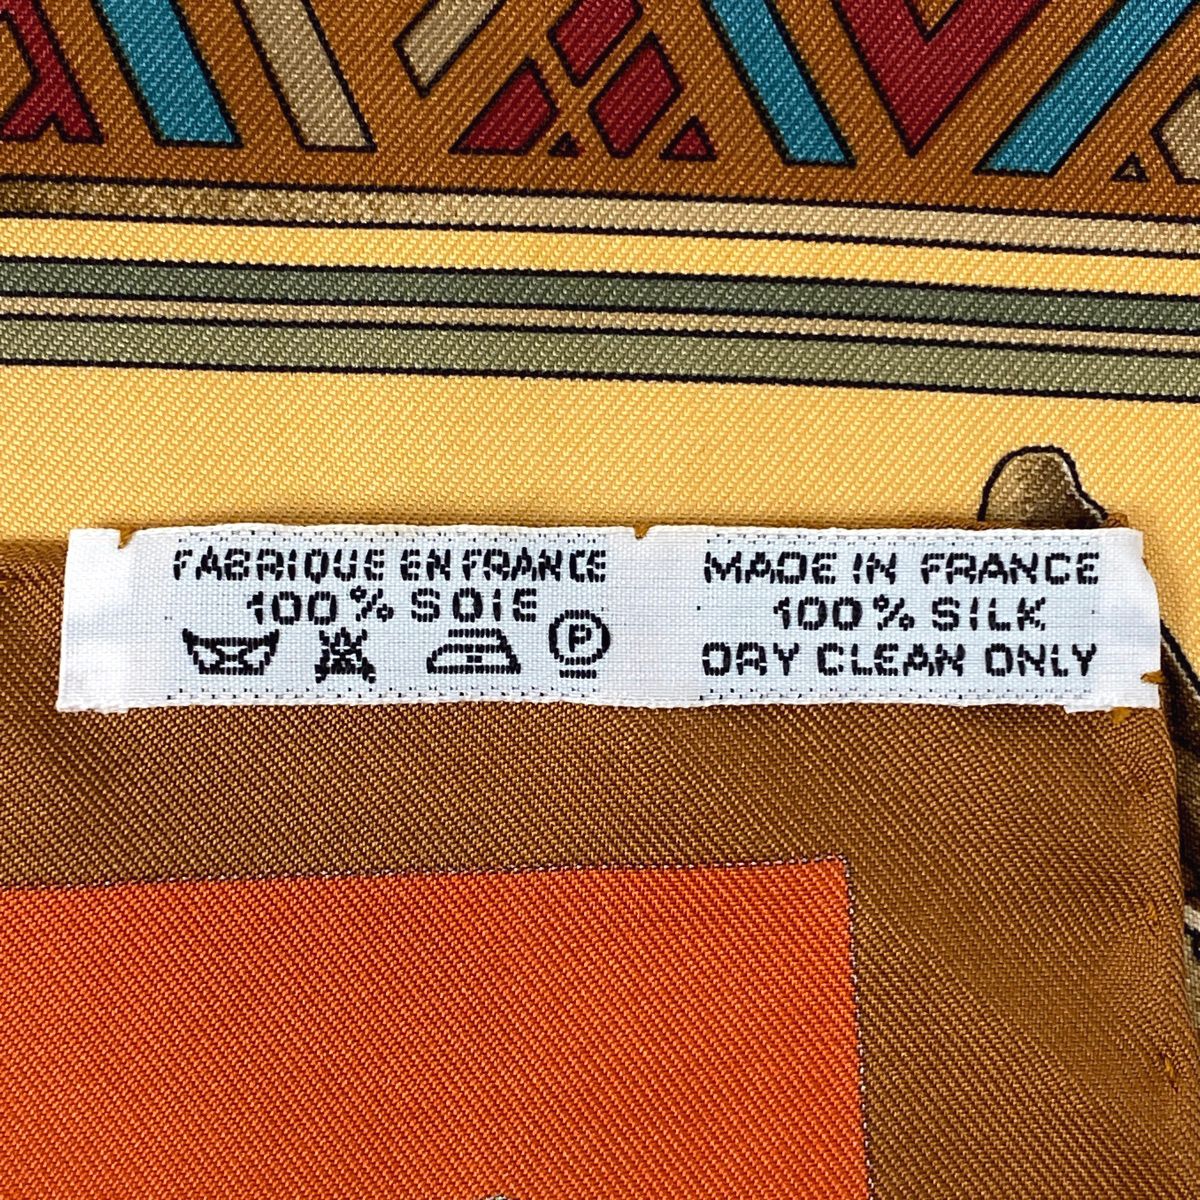 FABRIQUE EN FRANCE
100% SOIE
P
MADE IN FRANCE
100% SILK
DRY CLEAN ONLY